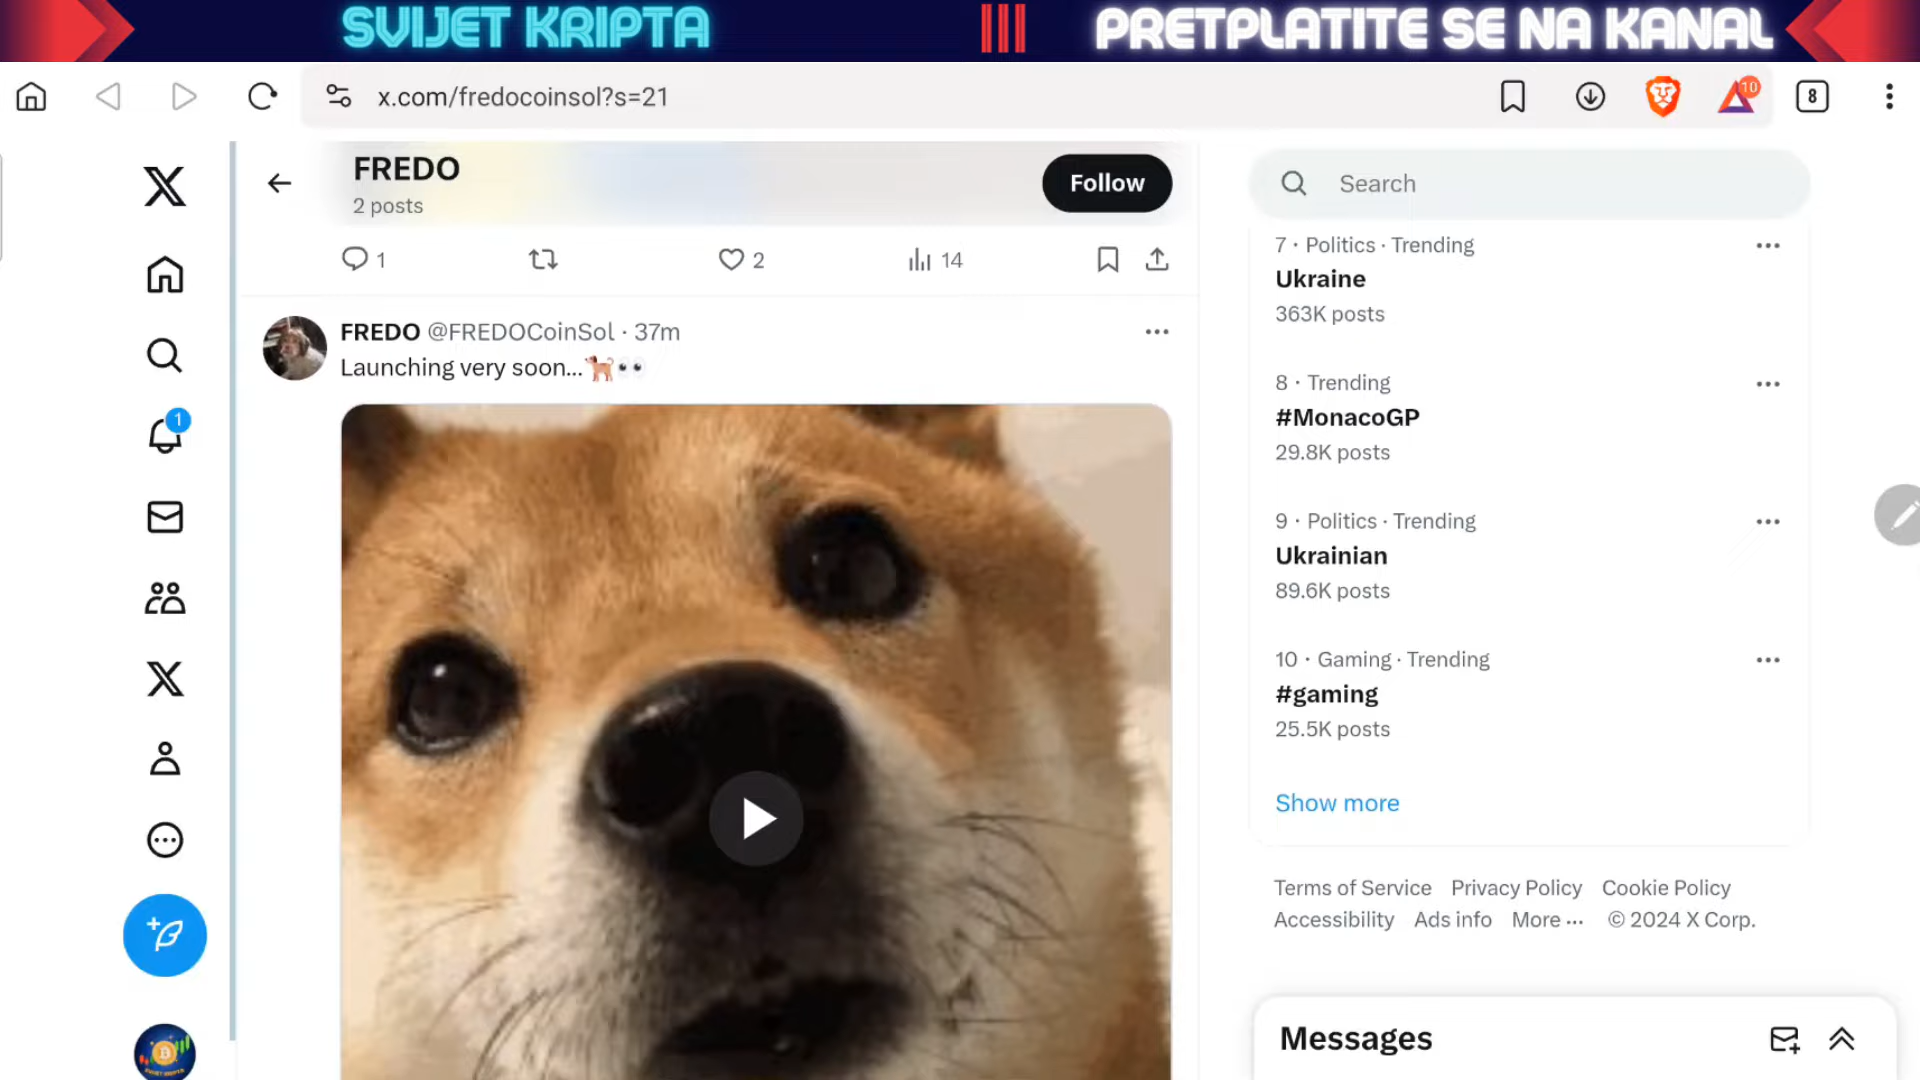 SVIJET KRIPTA
PRETPLATITE SE NA KANAL
x.com/fredocoinsol?s=21
10
8
FREDO
2 posts
Follow
1
2
14
FREDO @FREDOCoinSol · 37m
Launching very soon...🐕👀
1
Search
7 · Politics · Trending
Ukraine
363K posts
8 · Trending
#MonacoGP
29.8K posts
9 · Politics · Trending
Ukrainian
89.6K posts
10 · Gaming · Trending
#gaming
25.5K posts
Show more
Terms of Service Privacy Policy Cookie Policy
Accessibility Ads info More ··· © 2024 X Corp.
Messages